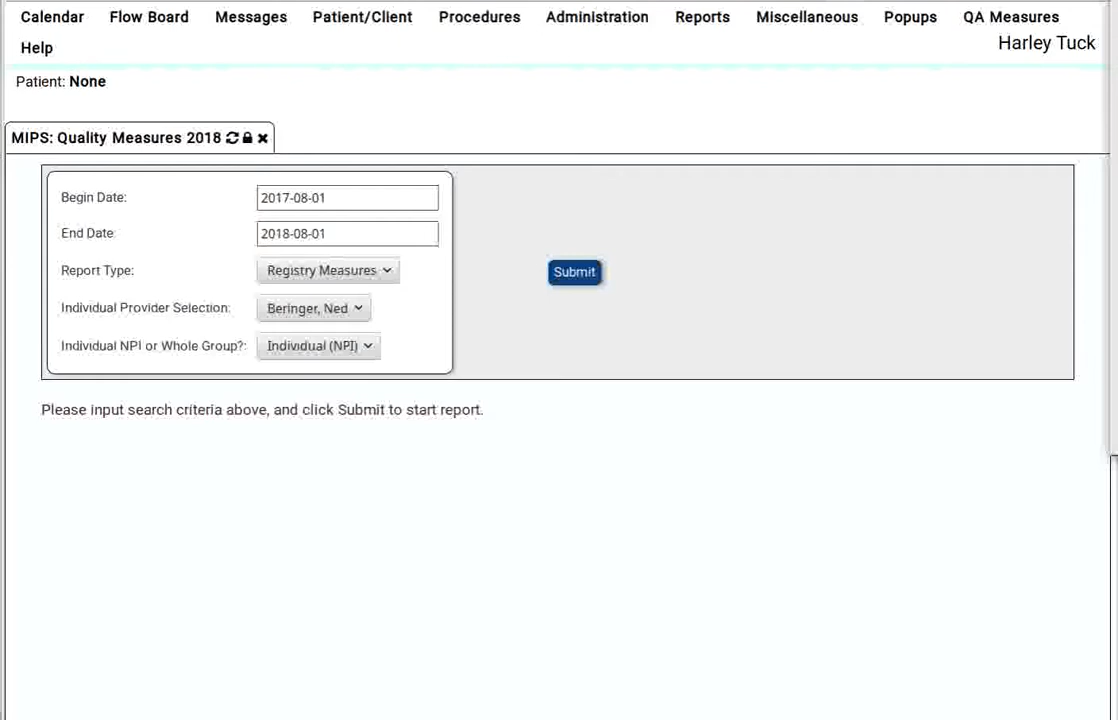 Calendar Flow Board Messages Patient/Client Procedures Administration Reports Miscellaneous Popups QA Measures
Help
Harley Tuck
Patient: None
MIPS: Quality Measures 2018
Begin Date: 2017-08-01
End Date 2018-08-01
Report Type: Registry Measures
Submit
Individual Provider Selection: Beringer, Ned
Individual NPI or Whole Group?: Individual (NPI)
Please input search criteria above, and click Submit to start report.